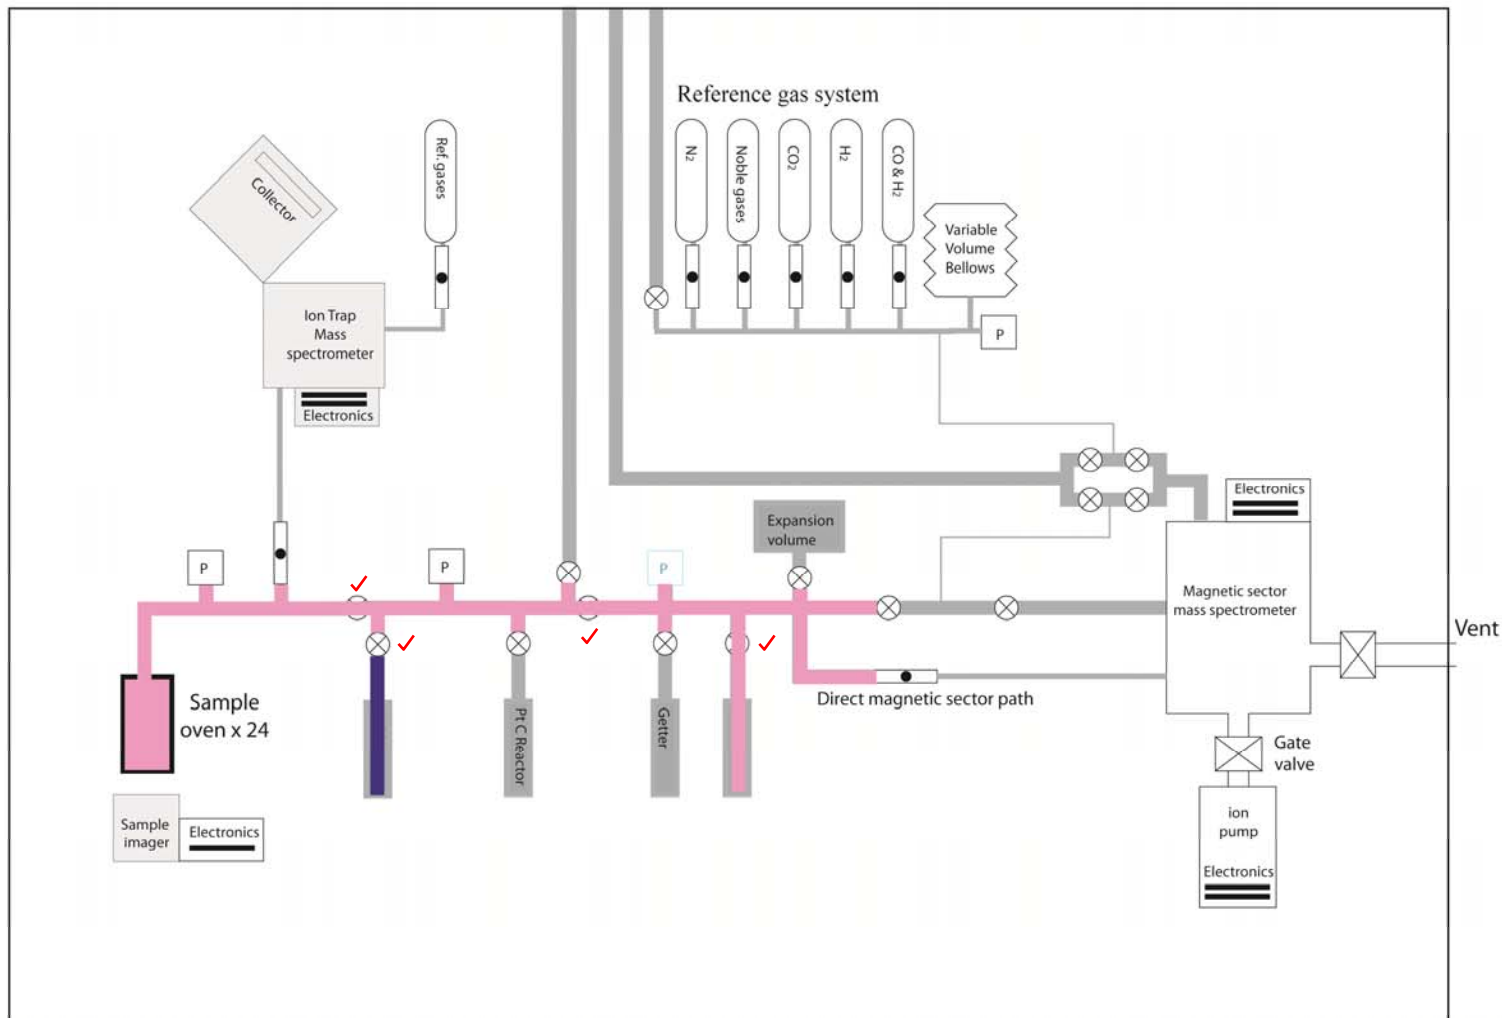 Reference gas system
Ref. gases
N2
Noble gases
CO2
H2
CO & H2
Collector
Variable
Volume
Bellows
Ion Trap
Mass
spectrometer
P
Electronics
Electronics
Expansion
volume
P
P
P
Magnetic sector
mass spectrometer
Vent
Sample
oven x 24
Direct magnetic sector path
Pt C Reactor
Getter
Gate
valve
Sample
imager
Electronics
ion
pump
Electronics